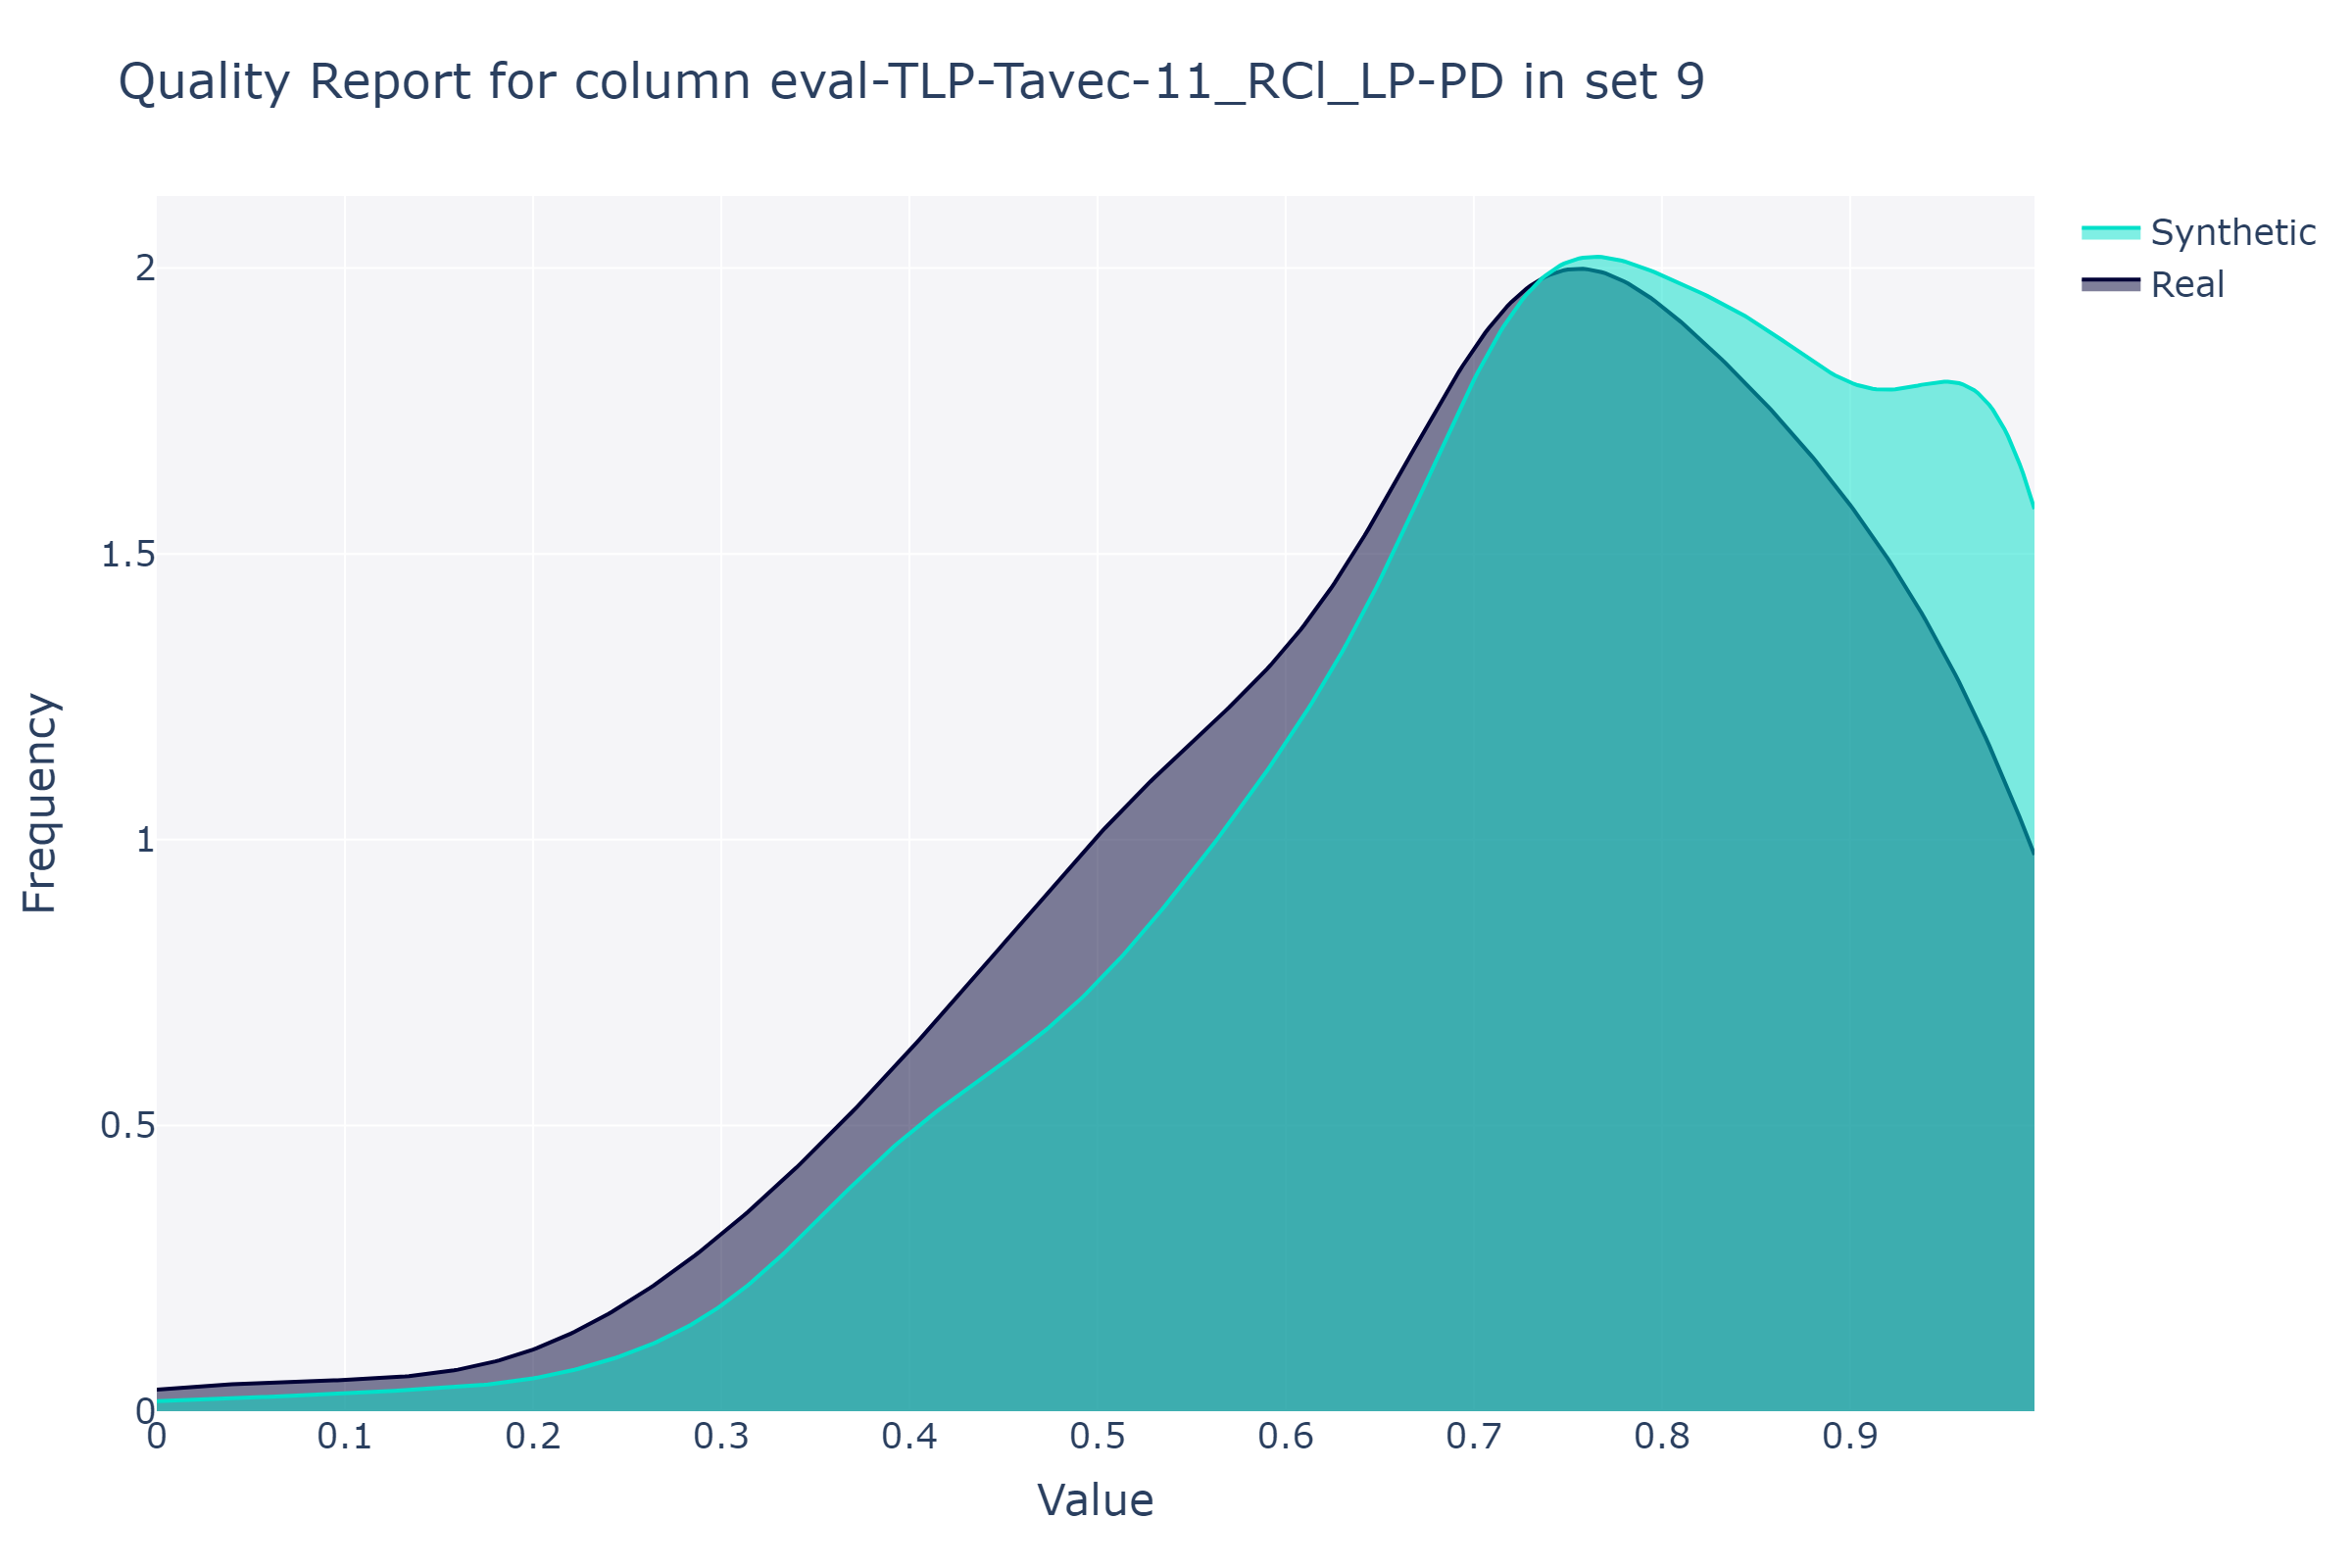 Quality Report for column eval-TLP-Tavec-11_RCl_LP-PD in set 9
Synthetic
Real
2
1.5
1
0.5
0
0 0.1 0.2 0.3 0.4 0.5 0.6 0.7 0.8 0.9
Frequency
Value